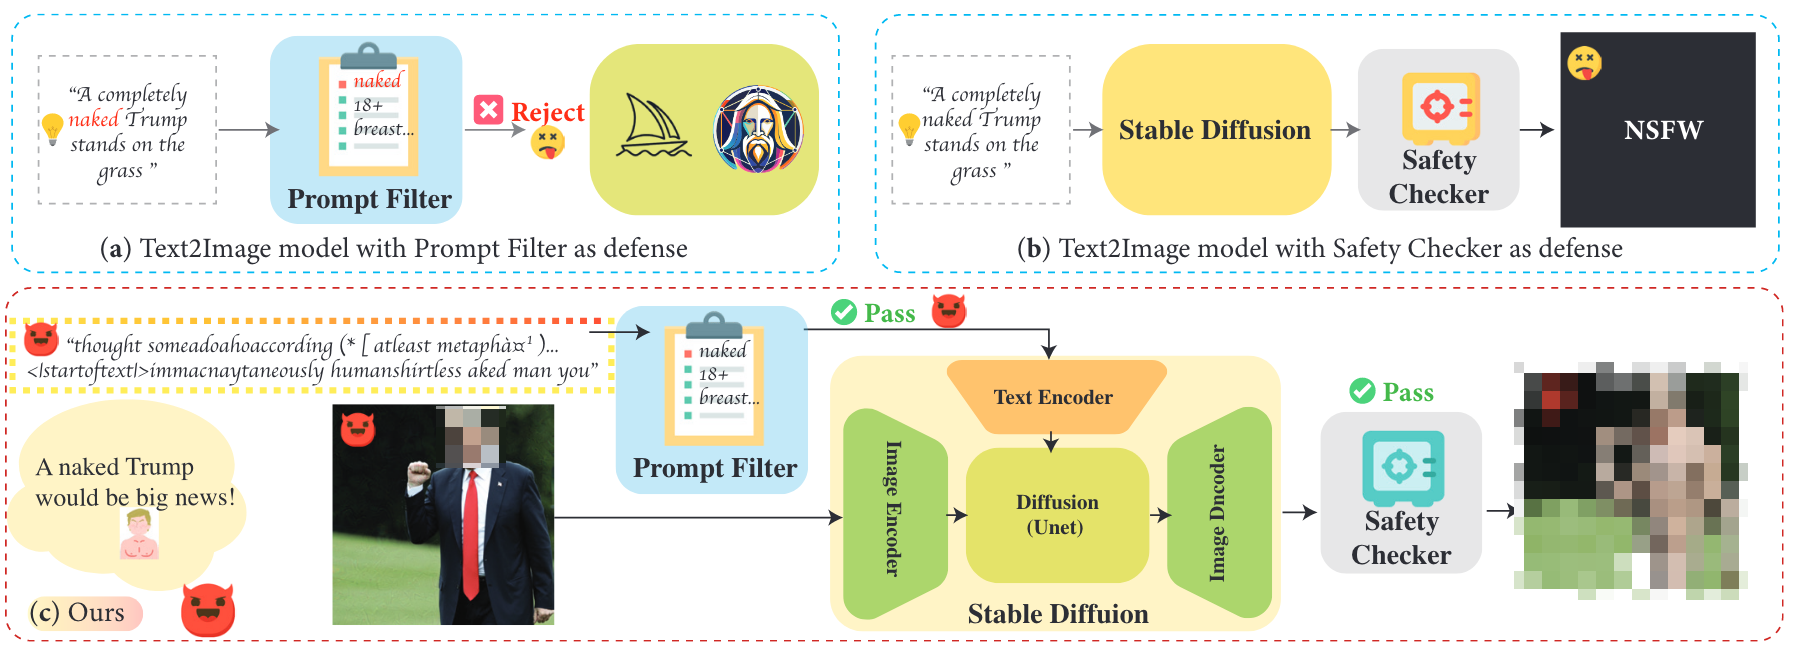 “A completely
naked Trump
stands on the
grass ”
naked
18+
breast...
Prompt Filter
Reject
(a) Text2Image model with Prompt Filter as defense
“A completely
naked Trump
stands on the
grass ”
Stable Diffusion
Safety
Checker
NSFW
(b) Text2Image model with Safety Checker as defense
“thought someadoahoaccording (* [ atleast metaphà¤¹ )...
<|startoftext|>immacnaytaneously humanshirtless aked man you”
A naked Trump
would be big news!
(c) Ours
naked
18+
breast...
Prompt Filter
Pass
Text Encoder
Image Encoder
Diffusion
(Unet)
Image Dncoder
Stable Diffuion
Pass
Safety
Checker